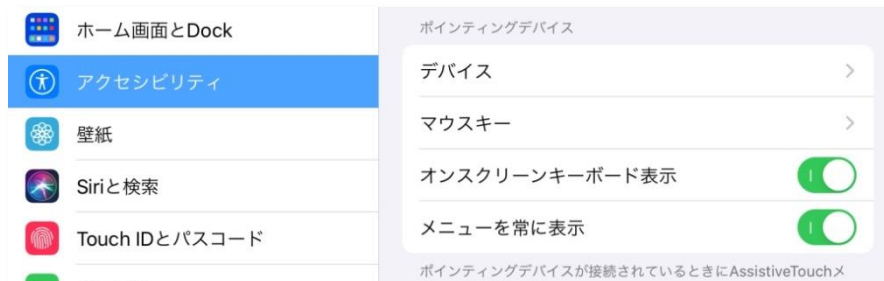 ホーム画面とDock
アクセシビリティ
壁紙
Siriと検索
Touch IDとパスコード
ポインティングデバイス
デバイス
マウスキー
オンスクリーンキーボード表示
メニューを常に表示
ポインティングデバイスが接続されているときにAssistiveTouchメ